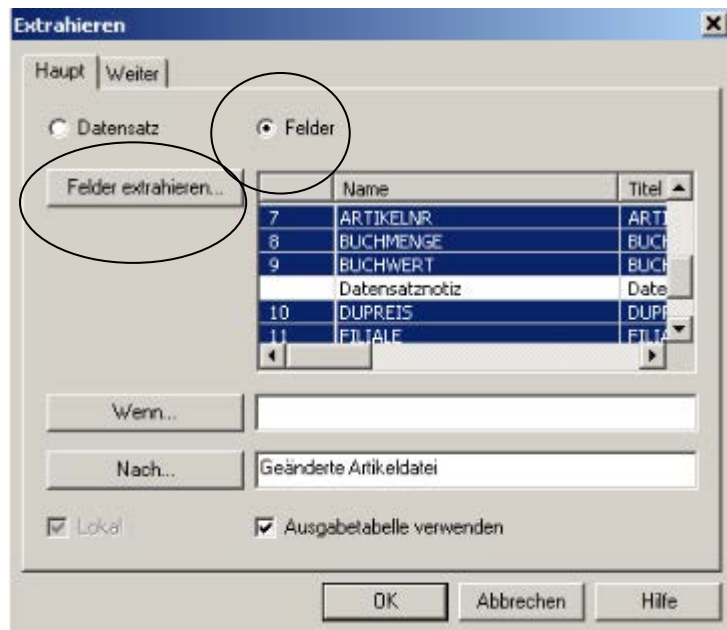 Extrahieren
Haupt Weiter
Datensatz Felder
Felder extrahieren...
Name Titel
7 ARTIKELNR ARTI
8 BUCHMENGE BUCH
9 BUCHWERT BUCH
Datensatznotiz Date
10 DUPREIS DUPR
11 FILIALE FILIA
Wenn...
Nach... Geänderte Artikeldatei
Lokal Ausgabetabelle verwenden
OK Abbrechen Hilfe